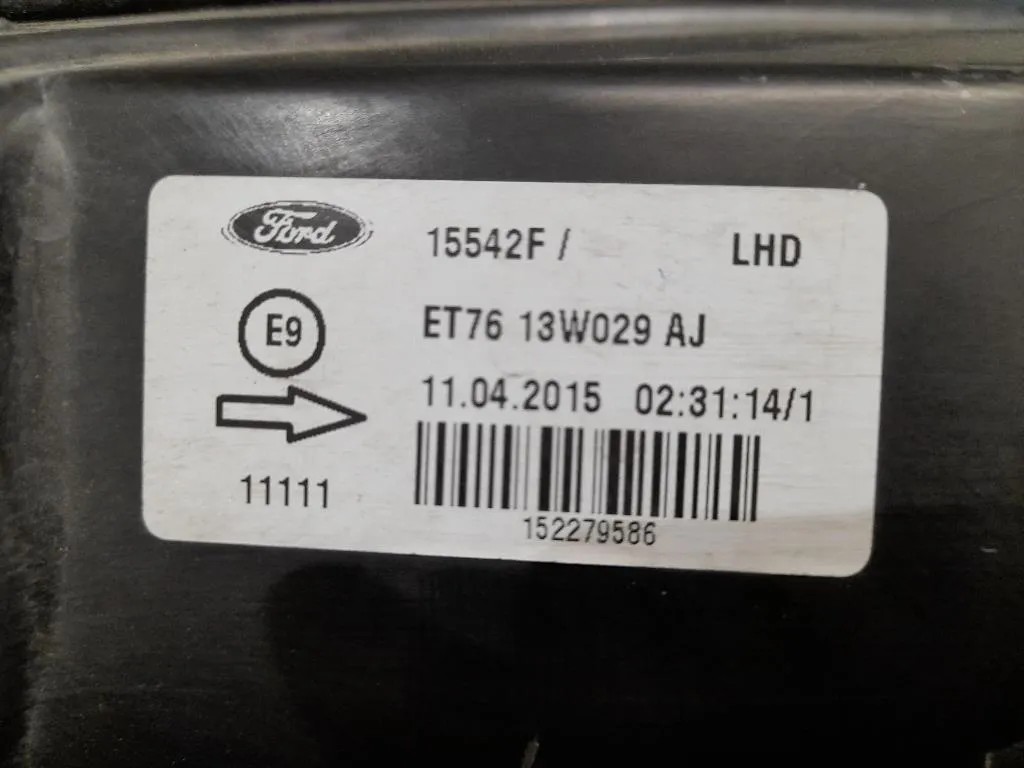 Ford
15542F / LHD
E9
ET76 13W029 AJ
11.04.2015 02:31:14/1
11111
152279586